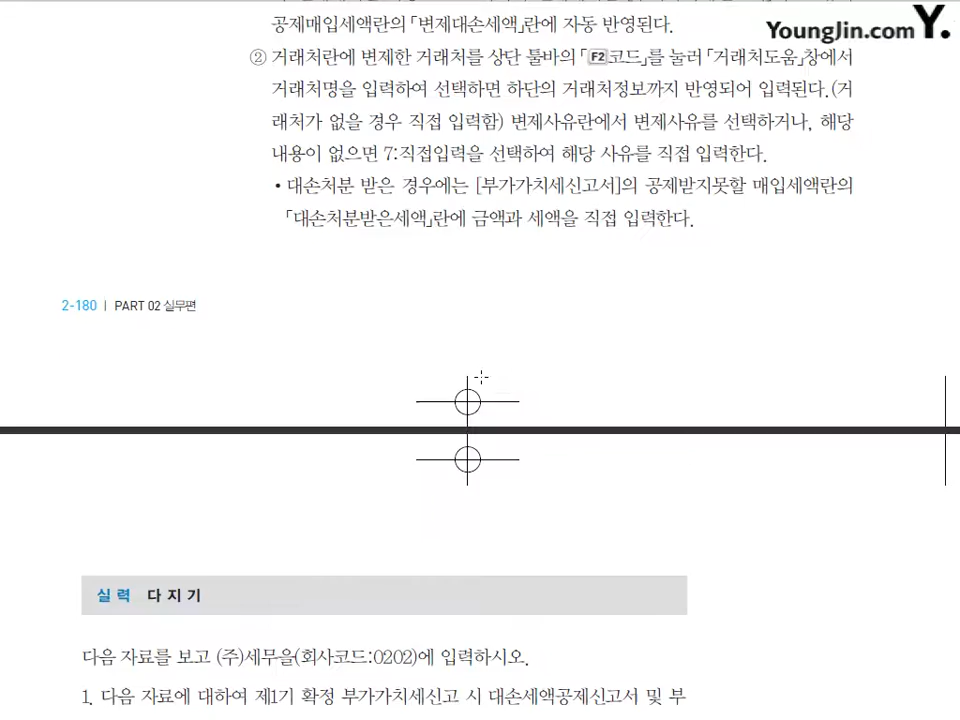 공제매입세액란의 「변제대손세액」란에 자동 반영된다.
YoungJin.com Y.
② 거래처란에 변제한 거래처를 상단 툴바의 「F2코드」를 눌러 「거래처도움」창에서
거래처명을 입력하여 선택하면 하단의 거래처정보까지 반영되어 입력된다.(거
래처가 없을 경우 직접 입력함) 변제사유란에서 변제사유를 선택하거나, 해당
내용이 없으면 7:직접입력을 선택하여 해당 사유를 직접 입력한다.
• 대손처분 받은 경우에는 [부가가치세신고서]의 공제받지못할 매입세액란의
「대손처분받은세액」란에 금액과 세액을 직접 입력한다.
2-180 | PART 02 실무편
실력 다지기
다음 자료를 보고 (주)세무을(회사코드:0202)에 입력하시오.
1. 다음 자료에 대하여 제1기 확정 부가가치세신고 시 대손세액공제신고서 및 부